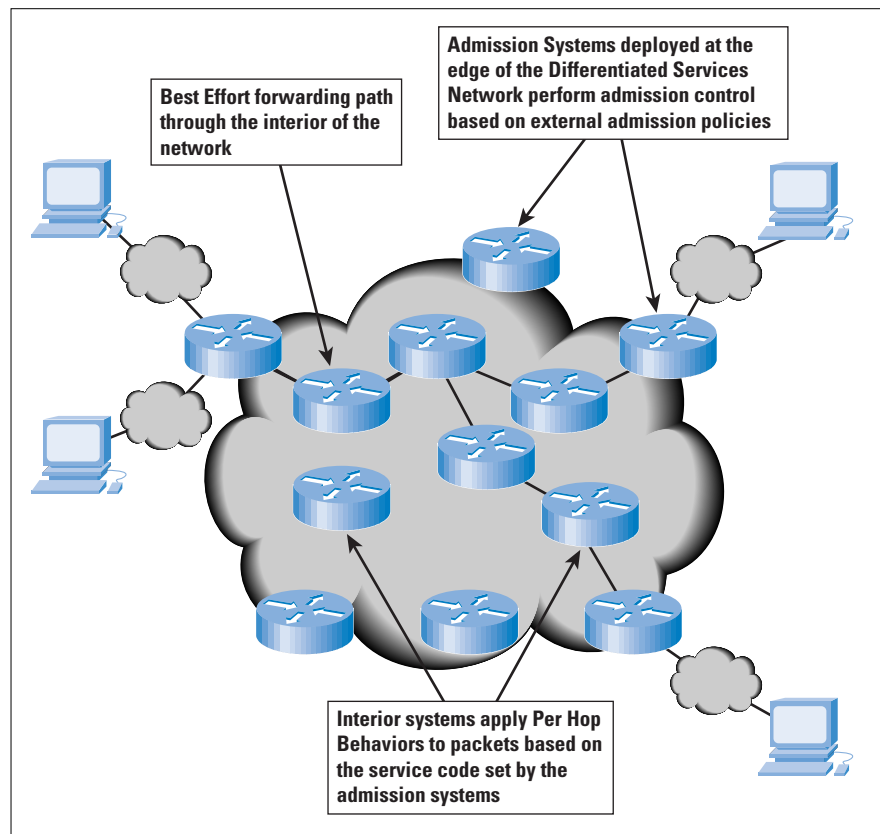 Admission Systems deployed at the
edge of the Differentiated Services
Network perform admission control
based on external admission policies
Best Effort forwarding path
through the interior of the
network
Interior systems apply Per Hop
Behaviors to packets based on
the service code set by the
admission systems